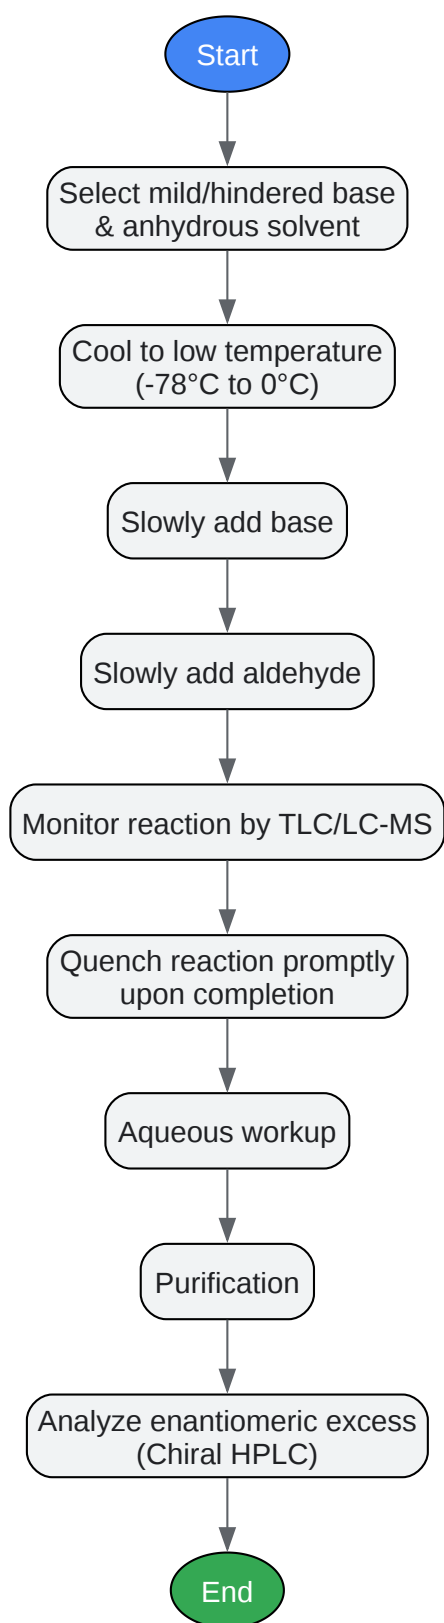 Start
Select mild/hindered base
& anhydrous solvent
Cool to low temperature
(-78°C to 0°C)
Slowly add base
Slowly add aldehyde
Monitor reaction by TLC/LC-MS
Quench reaction promptly
upon completion
Aqueous workup
Purification
Analyze enantiomeric excess
(Chiral HPLC)
End